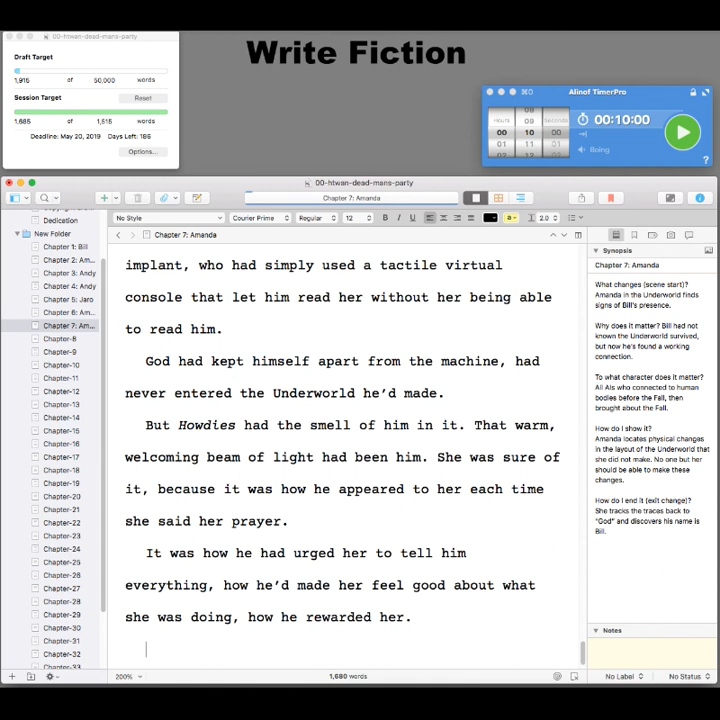 Write Fiction
00-htwan-dead-mans-party
Draft Target
1,915 of 50,000 words
Session Target
Reset
1,685 of 1,515 words
Deadline: May 20, 2019 Days Left: 186
Options...
⌘0
Alinof TimerPro
Hours
Seconds
08
00 09 00
00 10 00
01 11 01
02 12 02
00:10:00
Boing
?
00-htwan-dead-mans-party
Chapter 7: Amanda
No Style
Courier Prime
Regular
12
B I U
2.0
Dedication
New Folder
Chapter 1: Bill
Chapter 2: Am...
Chapter 3: Andy
Chapter 4: Andy
Chapter 5: Jaro
Chapter 6: Am...
Chapter 7: Am...
Chapter-8
Chapter-9
Chapter-10
Chapter-11
Chapter-12
Chapter-13
Chapter-14
Chapter-15
Chapter-16
Chapter-17
Chapter-18
Chapter-19
Chapter-20
Chapter-21
Chapter-22
Chapter-23
Chapter-24
Chapter-25
Chapter-26
Chapter-27
Chapter-28
Chapter-29
Chapter-30
Chapter-31
Chapter-32
Chapter-33
Chapter 7: Amanda
implant, who had simply used a tactile virtual
console that let him read her without her being able
to read him.
God had kept himself apart from the machine, had
never entered the Underworld he’d made.
But Howdies had the smell of him in it. That warm,
welcoming beam of light had been him. She was sure of
it, because it was how he appeared to her each time
she said her prayer.
It was how he had urged her to tell him
everything, how he’d made her feel good about what
she was doing, how he rewarded her.
200%
1,680 words
Synopsis
Chapter 7: Amanda
What changes (scene start)?
Amanda in the Underworld finds
signs of Bill's presence.
Why does it matter? Bill had not
known the Underworld survived,
but now he's found a working
connection.
To what character does it matter?
All AIs who connected to human
bodies before the Fall, then
brought about the Fall.
How do I show it?
Amanda locates physical changes
in the layout of the Underworld that
she did not make. No one but her
should be able to make these
changes.
How do I end it (exit change)?
She tracks the traces back to
"God" and discovers his name is
Bill.
Notes
No Label
No Status